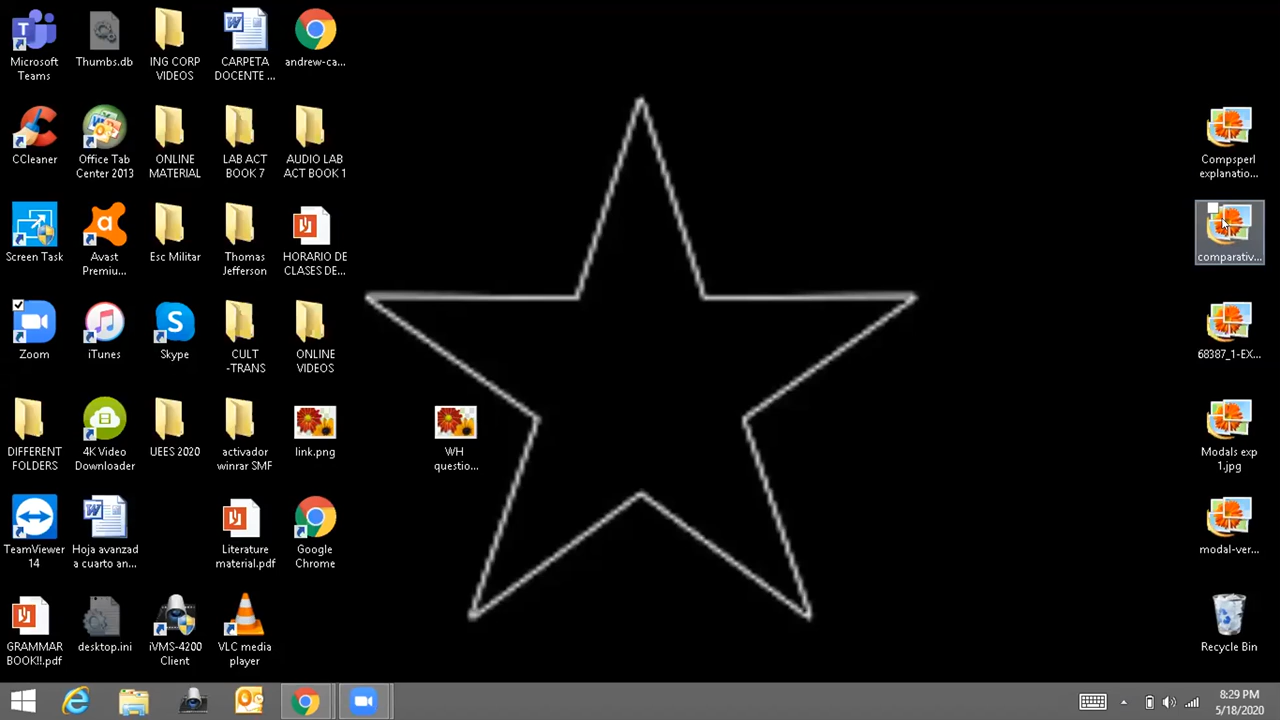 Microsoft
Teams
Thumbs.db
ING CORP
VIDEOS
CARPETA
DOCENTE ...
andrew-ca...
CCleaner
Office Tab
Center 2013
ONLINE
MATERIAL
LAB ACT
BOOK 7
AUDIO LAB
ACT BOOK 1
Compsperl
explanatio...
Screen Task
Avast
Premiu...
Esc Militar
Thomas
Jefferson
HORARIO DE
CLASES DE...
comparativ...
Zoom
iTunes
Skype
CULT
-TRANS
ONLINE
VIDEOS
68387_1-EX...
DIFFERENT
FOLDERS
4K Video
Downloader
UEES 2020
activador
winrar SMF
link.png
WH
questio...
Modals exp
1.jpg
TeamViewer
14
Hoja avanzad
a cuarto an...
Literature
material.pdf
Google
Chrome
modal-ver...
GRAMMAR
BOOK!!.pdf
desktop.ini
iVMS-4200
Client
VLC media
player
Recycle Bin
8:29 PM
5/18/2020